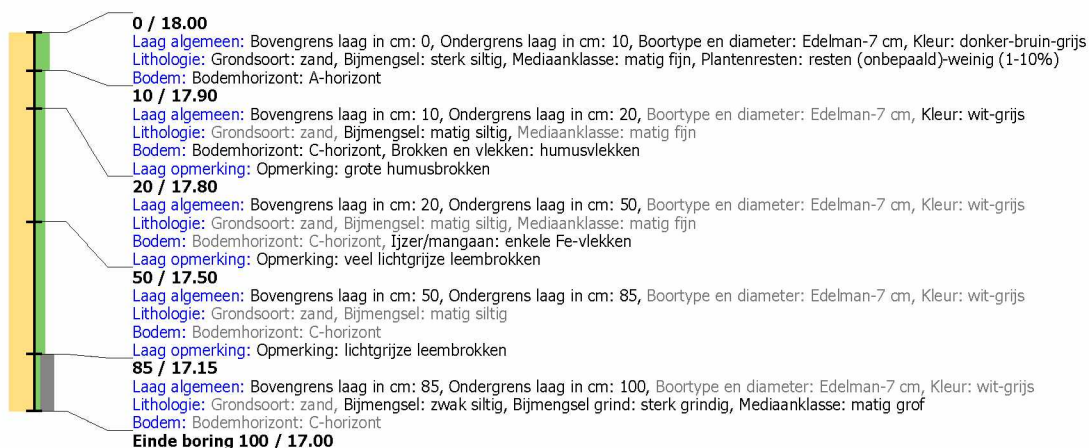 0 / 18.00
Laag algemeen: Bovengrens laag in cm: 0, Ondergrens laag in cm: 10, Boortype en diameter: Edelman-7 cm, Kleur: donker-bruin-grijs
Lithologie: Grondsoort: zand, Bijmengsel: sterk siltig, Mediaanklasse: matig fijn, Plantenresten: resten (onbepaald)-weinig (1-10%)
Bodem: Bodemhorizont: A-horizont
10 / 17.90
Laag algemeen: Bovengrens laag in cm: 10, Ondergrens laag in cm: 20, Boortype en diameter: Edelman-7 cm, Kleur: wit-grijs
Lithologie: Grondsoort: zand, Bijmengsel: matig siltig, Mediaanklasse: matig fijn
Bodem: Bodemhorizont: C-horizont, Brokken en vlekken: humusvlekken
Laag opmerking: Opmerking: grote humusbrokken
20 / 17.80
Laag algemeen: Bovengrens laag in cm: 20, Ondergrens laag in cm: 50, Boortype en diameter: Edelman-7 cm, Kleur: wit-grijs
Lithologie: Grondsoort: zand, Bijmengsel: matig siltig, Mediaanklasse: matig fijn
Bodem: Bodemhorizont: C-horizont, Ijzer/mangaan: enkele Fe-vlekken
Laag opmerking: Opmerking: veel lichtgrijze leembrokken
50 / 17.50
Laag algemeen: Bovengrens laag in cm: 50, Ondergrens laag in cm: 85, Boortype en diameter: Edelman-7 cm, Kleur: wit-grijs
Lithologie: Grondsoort: zand, Bijmengsel: matig siltig
Bodem: Bodemhorizont: C-horizont
Laag opmerking: Opmerking: lichtgrijze leembrokken
85 / 17.15
Laag algemeen: Bovengrens laag in cm: 85, Ondergrens laag in cm: 100, Boortype en diameter: Edelman-7 cm, Kleur: wit-grijs
Lithologie: Grondsoort: zand, Bijmengsel: zwak siltig, Bijmengsel grind: sterk grindig, Mediaanklasse: matig grof
Bodem: Bodemhorizont: C-horizont
Einde boring 100 / 17.00